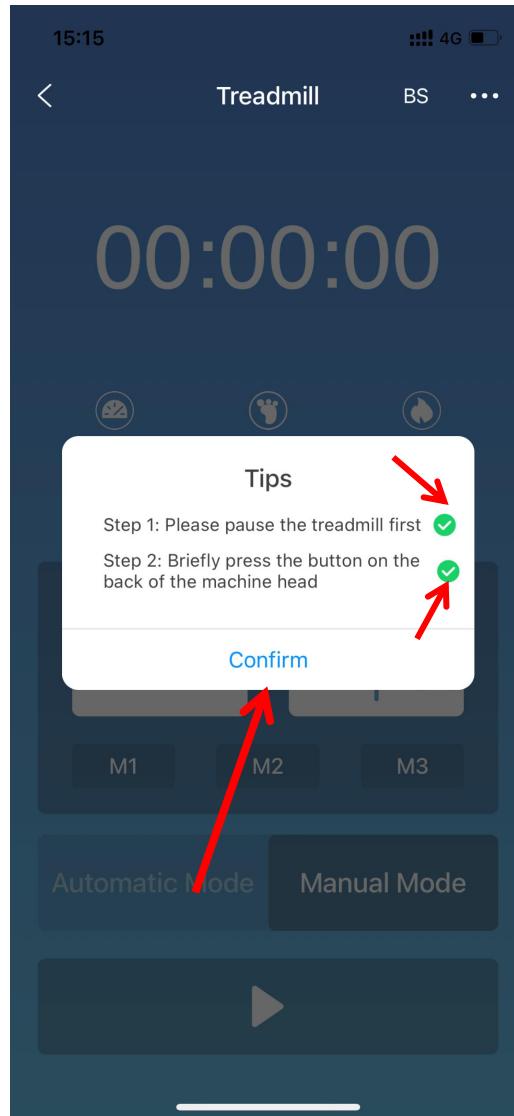 15:15
4G
Treadmill
BS
00:00:00
Tips
Step 1: Please pause the treadmill first
Step 2: Briefly press the button on the
back of the machine head
Confirm
M1
M2
M3
Automatic Mode
Manual Mode